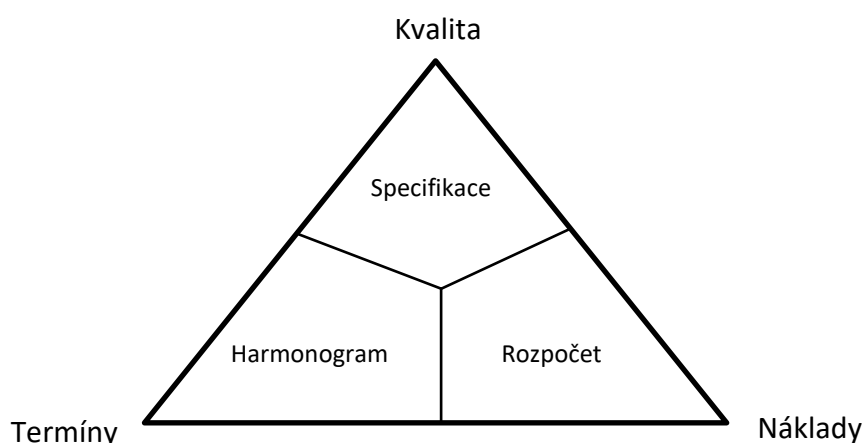 Kvalita
Specifikace
Harmonogram
Rozpočet
Termíny
Náklady